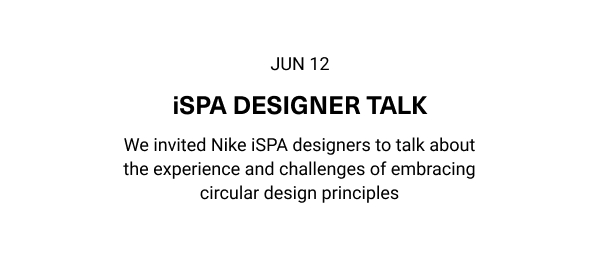 JUN 12
iSPA DESIGNER TALK
We invited Nike iSPA designers to talk about
the experience and challenges of embracing
circular design principles